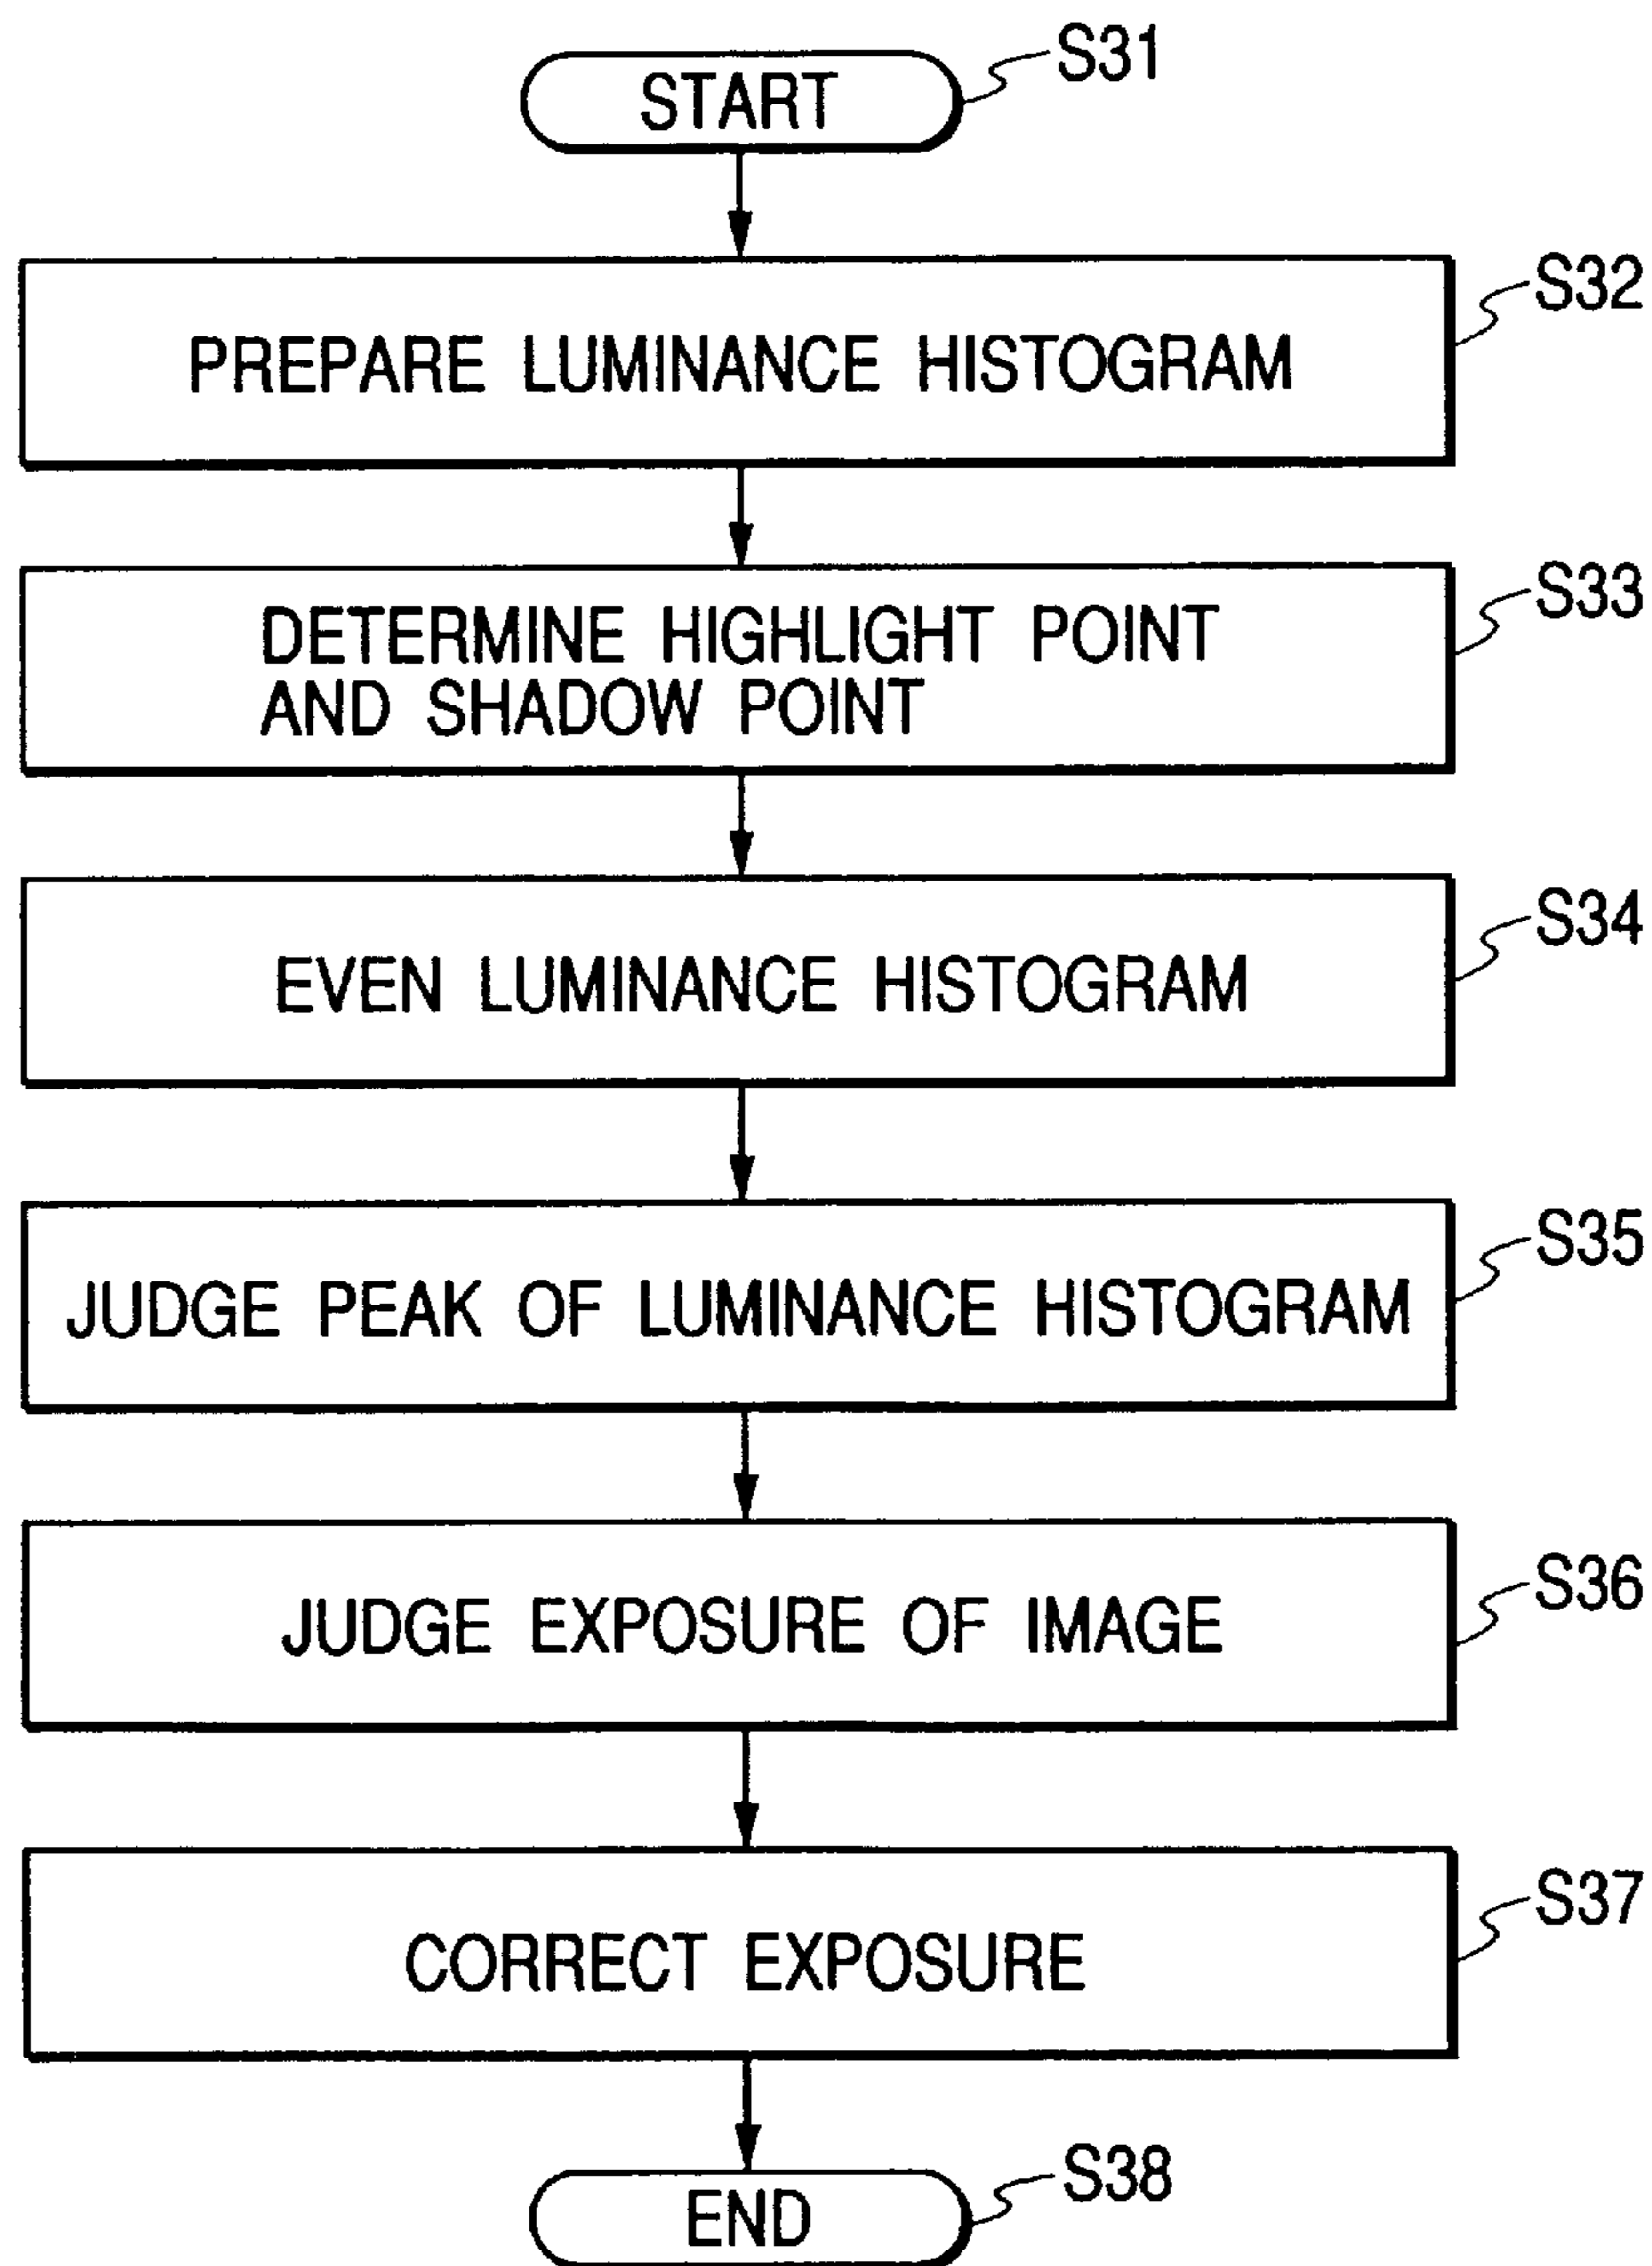 START
S31
PREPARE LUMINANCE HISTOGRAM
S32
DETERMINE HIGHLIGHT POINT
AND SHADOW POINT
S33
EVEN LUMINANCE HISTOGRAM
S34
JUDGE PEAK OF LUMINANCE HISTOGRAM
S35
JUDGE EXPOSURE OF IMAGE
S36
CORRECT EXPOSURE
S37
END
S38